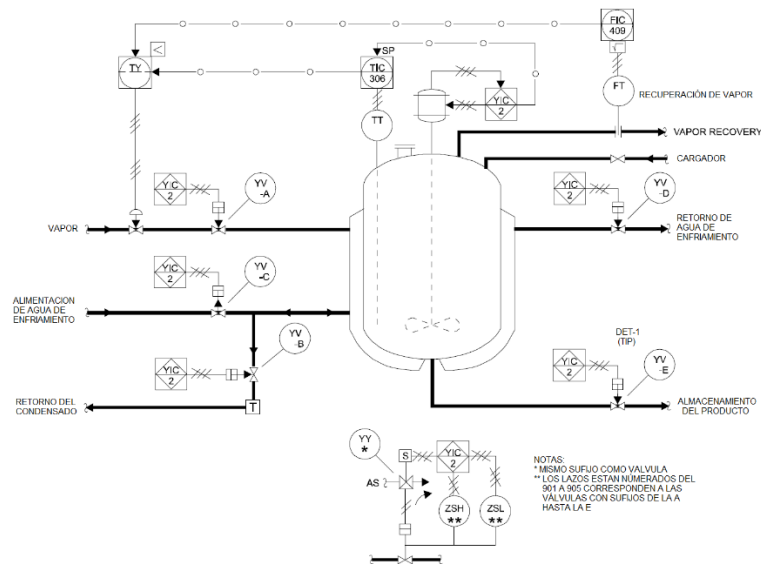 FIC
409
<
TY
SP
TIC
306
YIC
2
FT
TT
RECUPERACIÓN DE VAPOR
VAPOR RECOVERY
CARGADOR
YIC
2
YV
-A
YIC
2
YV
-D
VAPOR
RETORNO DE
AGUA DE
ENFRIAMIENTO
YIC
2
YV
-C
ALIMENTACION
DE AGUA DE
ENFRIAMIENTO
YV
-B
DET-1
(TIP)
YIC
2
YIC
2
YV
-E
RETORNO DEL
CONDENSADO
T
ALMACENAMIENTO
DEL PRODUCTO
YY
*
S
YIC
2
AS
ZSH
**
ZSL
**
NOTAS:
* MISMO SUFIJO COMO VALVULA
** LOS LAZOS ESTAN NÚMERADOS DEL
901 A 905 CORRESPONDEN A LAS
VÁLVULAS CON SUFIJOS DE LA A
HASTA LA E